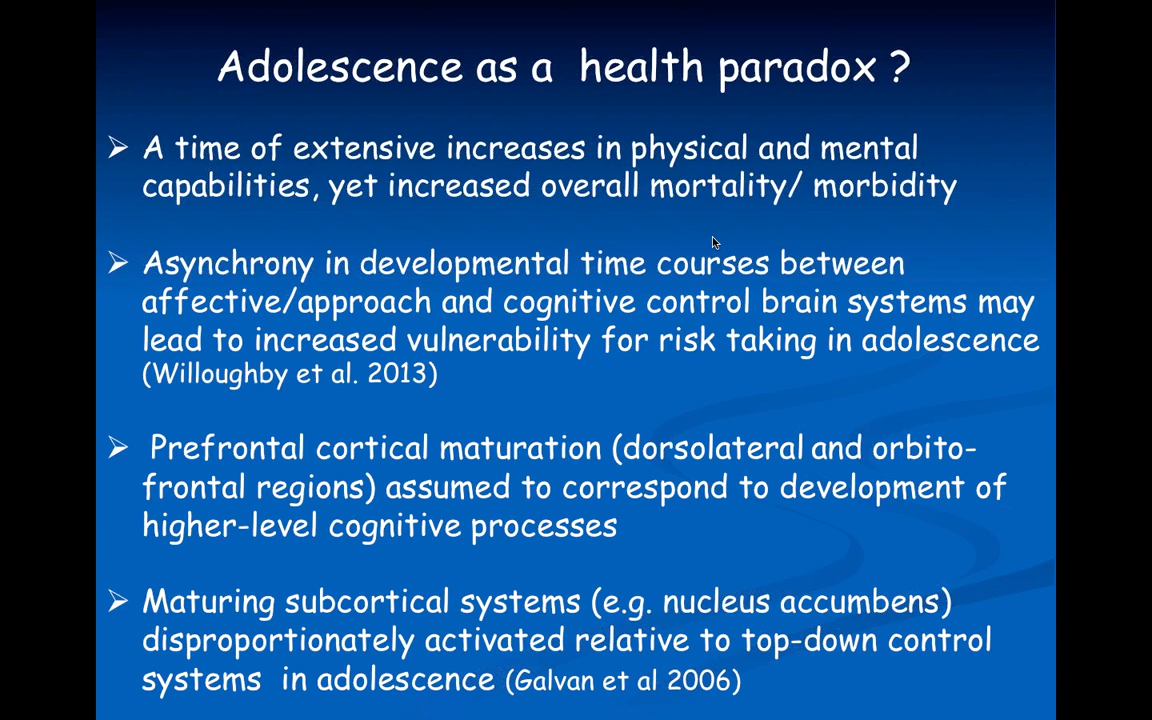 Adolescence as a health paradox ?
➢ A time of extensive increases in physical and mental
capabilities, yet increased overall mortality/ morbidity
➢ Asynchrony in developmental time courses between
affective/approach and cognitive control brain systems may
lead to increased vulnerability for risk taking in adolescence
(Willoughby et al. 2013)
➢ Prefrontal cortical maturation (dorsolateral and orbito-
frontal regions) assumed to correspond to development of
higher-level cognitive processes
➢ Maturing subcortical systems (e.g. nucleus accumbens)
disproportionately activated relative to top-down control
systems in adolescence (Galvan et al 2006)